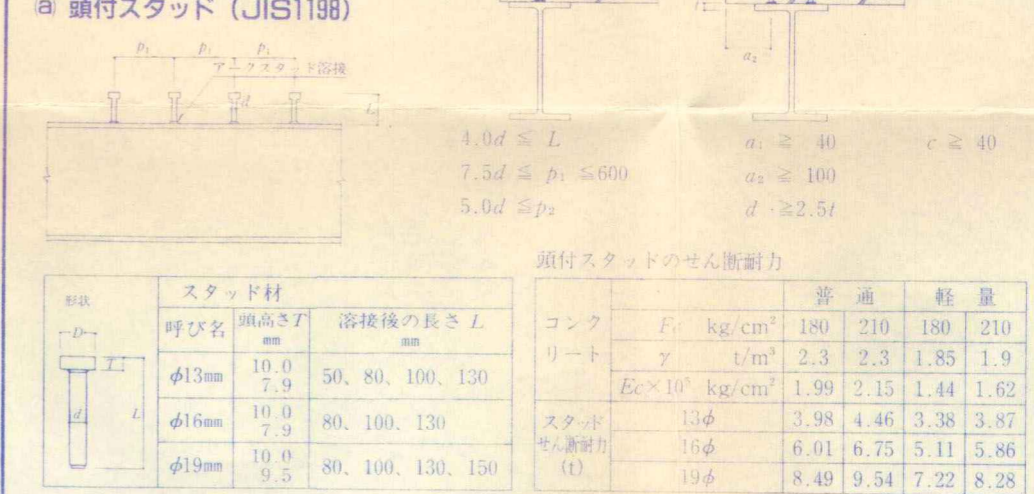 ⓐ 頭付スタッド (JIS1198)
p₁ p₁ p₁
アークスタッド溶接
d
L
a₂
4.0d ≦ L
7.5d ≦ p₁ ≦600
5.0d ≦p₂
a₁ ≧ 40
a₂ ≧ 100
d ≧2.5t
c ≧ 40
形状
D
T
d
L
スタッド材
呼び名 頭高さT mm 溶接後の長さ L mm
φ13mm 10.0 7.9 50、80、100、130
φ16mm 10.0 7.9 80、100、130
φ19mm 10.0 9.5 80、100、130、150
頭付スタッドのせん断耐力
普通 軽量
コンクリート Fc kg/cm² 180 210 180 210
γ t/m³ 2.3 2.3 1.85 1.9
Ec×10⁵ kg/cm² 1.99 2.15 1.44 1.62
スタッドせん断耐力 (t) 13φ 3.98 4.46 3.38 3.87
16φ 6.01 6.75 5.11 5.86
19φ 8.49 9.54 7.22 8.28